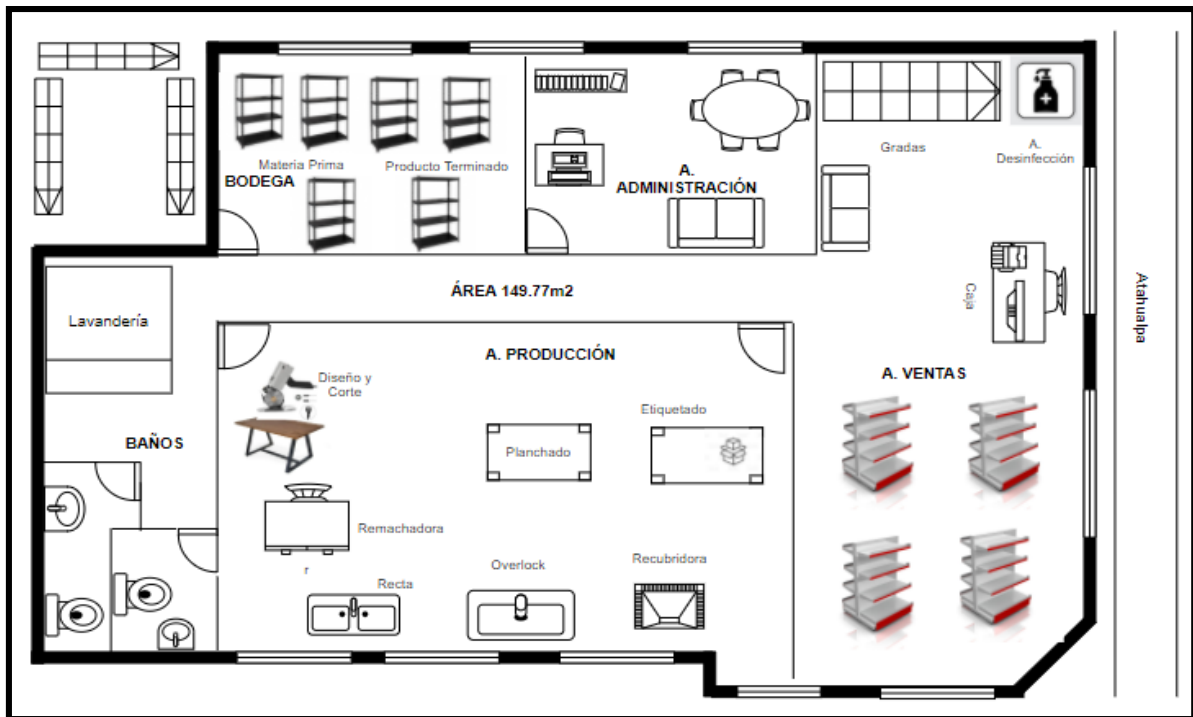 Gradas
A.
Desinfección
Materia Prima
Producto Terminado
BODEGA
A.
ADMINISTRACIÓN
ÁREA 149.77m2
Caja
Atahualpa
Lavandería
A. PRODUCCIÓN
A. VENTAS
Diseño y
Corte
Etiquetado
BAÑOS
Planchado
Remachadora
r
Recta
Overlock
Recubridora